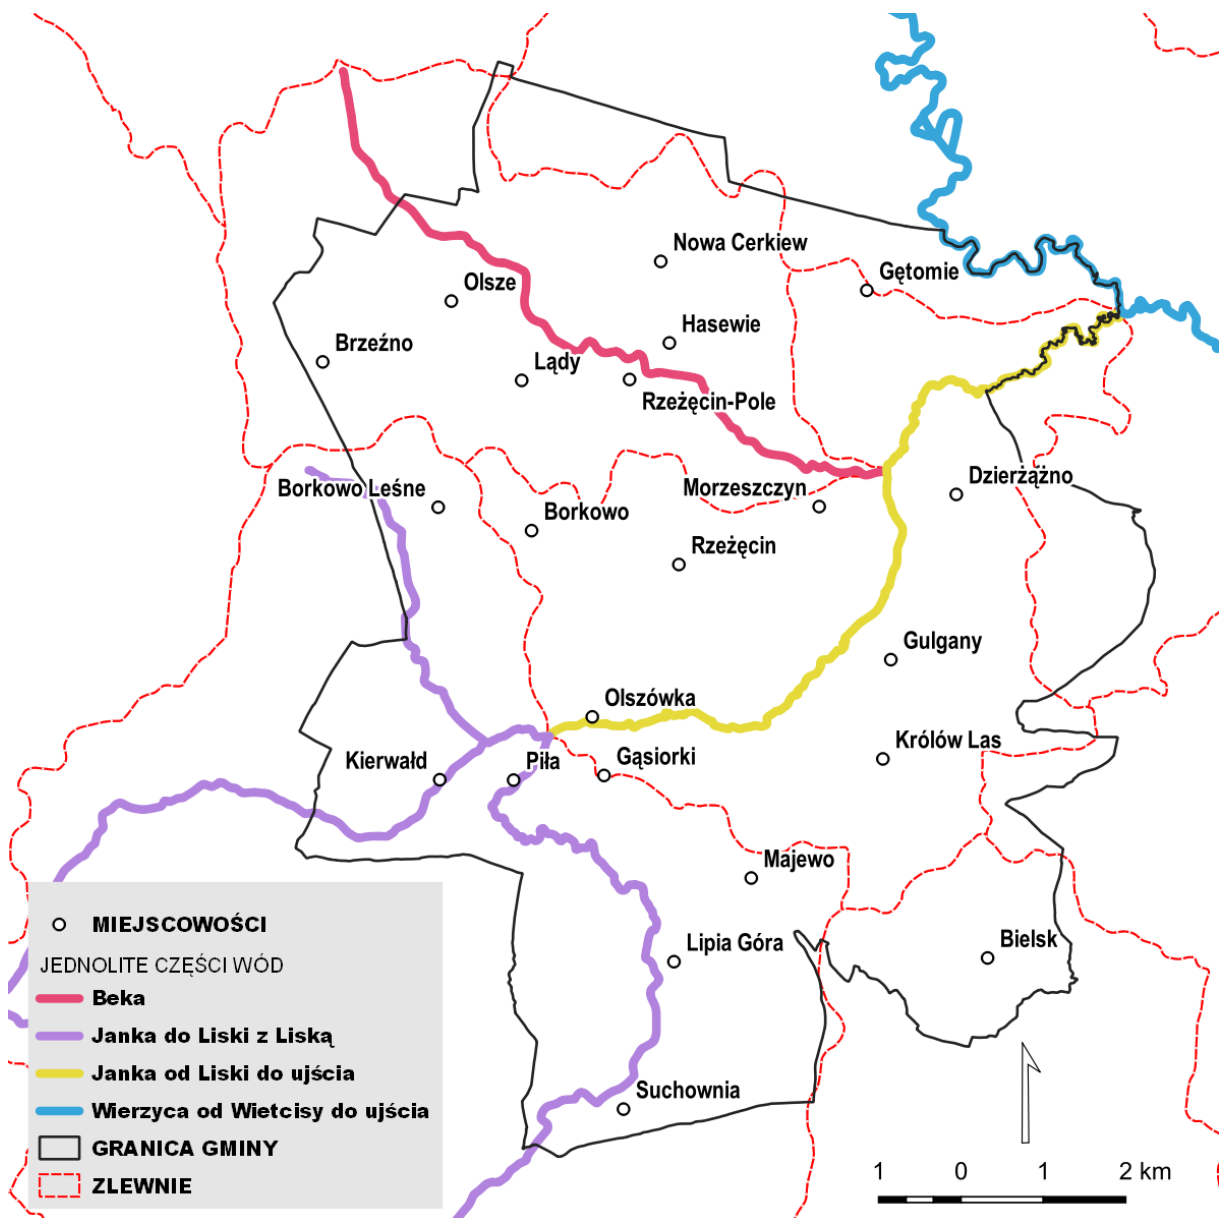 Nowa Cerkiew
Gętomie
Olsze
Hasewie
Brzeźno
Lądy
Rzeżęcin-Pole
Dzierżążno
Borkowo Leśne
Morzeszczyn
Borkowo
Rzeżęcin
Gulgany
Olszówka
Królów Las
Kierwałd
Piła
Gąsiorki
Majewo
Lipia Góra
Bielsk
Suchownia
MIEJSCOWOŚCI
JEDNOLITE CZĘŚCI WÓD
Beka
Janka do Liski z Liską
Janka od Liski do ujścia
Wierzyca od Wietcisy do ujścia
GRANICA GMINY
ZLEWNIE
1 0 1 2 km